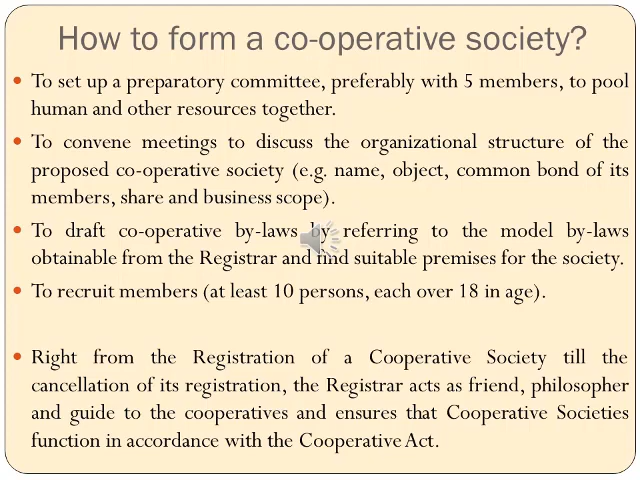 How to form a co-operative society?
• To set up a preparatory committee, preferably with 5 members, to pool
human and other resources together.
• To convene meetings to discuss the organizational structure of the
proposed co-operative society (e.g. name, object, common bond of its
members, share and business scope).
• To draft co-operative by-laws by referring to the model by-laws
obtainable from the Registrar and find suitable premises for the society.
• To recruit members (at least 10 persons, each over 18 in age).
• Right from the Registration of a Cooperative Society till the
cancellation of its registration, the Registrar acts as friend, philosopher
and guide to the cooperatives and ensures that Cooperative Societies
function in accordance with the Cooperative Act.